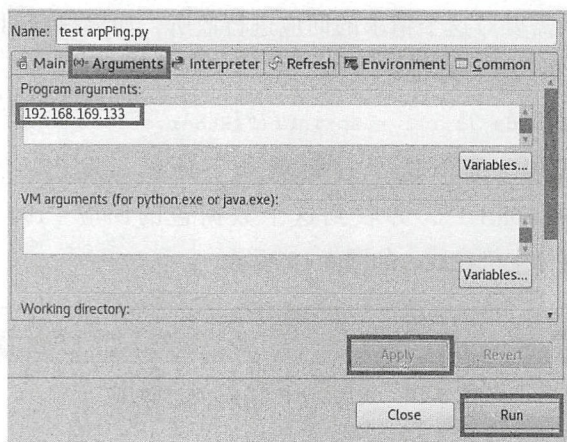 Name: test arpPing.py
Main (x)= Arguments Interpreter Refresh Environment Common
Program arguments:
192.168.169.133
Variables...
VM arguments (for python.exe or java.exe):
Variables...
Working directory:
Apply Revert
Close Run